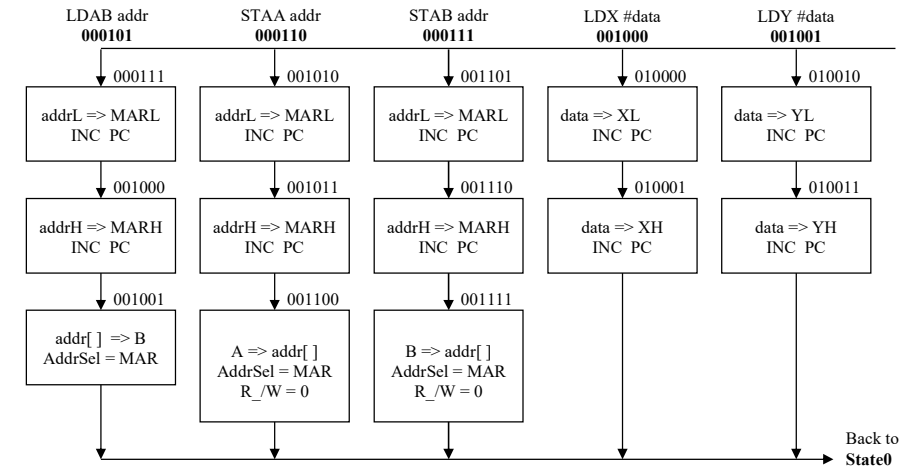 LDAB addr
000101
STAA addr
000110
STAB addr
000111
LDX #data
001000
LDY #data
001001
000111
addrL => MARL
INC PC
001000
addrH => MARH
INC PC
001001
addr[ ] => B
AddrSel = MAR
001010
addrL => MARL
INC PC
001011
addrH => MARH
INC PC
001100
A => addr[ ]
AddrSel = MAR
R_/W = 0
001101
addrL => MARL
INC PC
001110
addrH => MARH
INC PC
001111
B => addr[ ]
AddrSel = MAR
R_/W = 0
010000
data => XL
INC PC
010001
data => XH
INC PC
010010
data => YL
INC PC
010011
data => YH
INC PC
Back to
State0